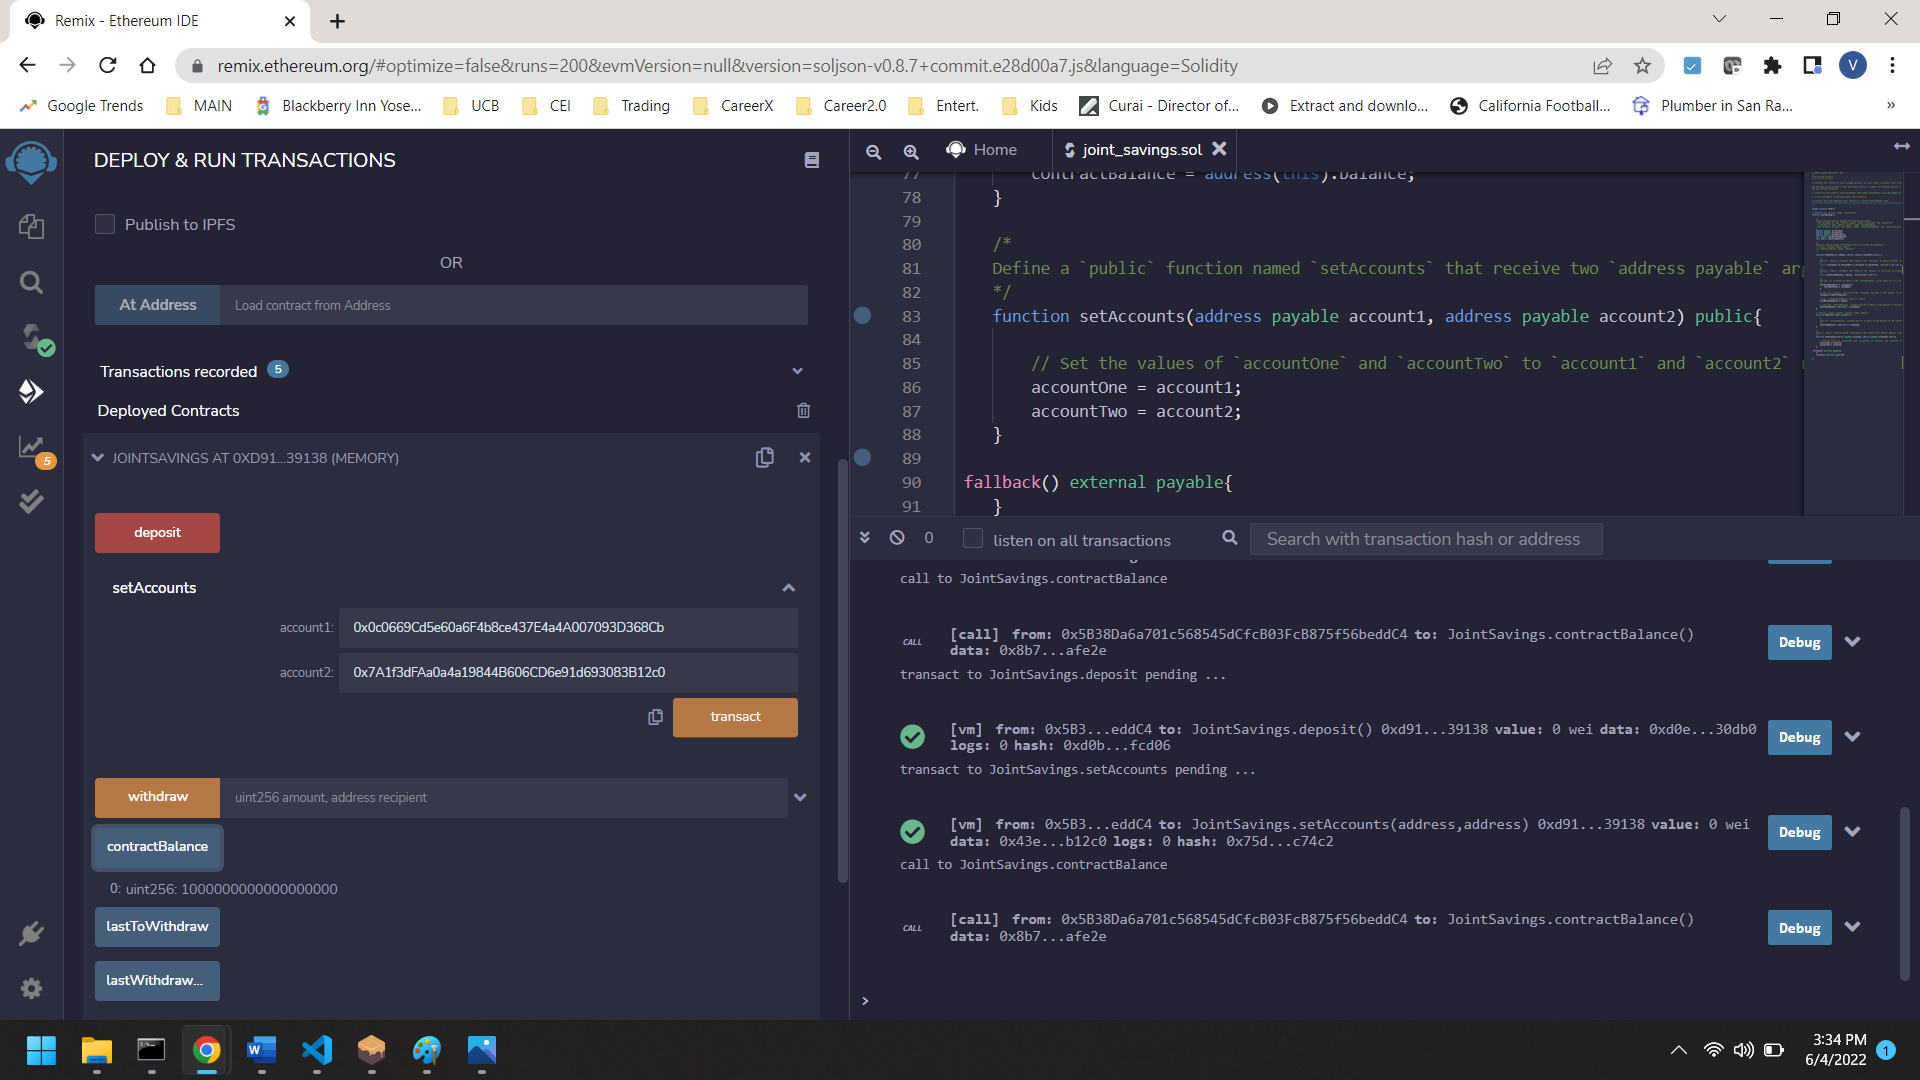 Remix - Ethereum IDE
remix.ethereum.org/#optimize=false&runs=200&evmVersion=null&version=soljson-v0.8.7+commit.e28d00a7.js&language=Solidity
V
Google Trends MAIN Blackberry Inn Yose... UCB CEI Trading CareerX Career2.0 Entert. Kids Curai - Director of... Extract and downlo... California Football... Plumber in San Ra... »
DEPLOY & RUN TRANSACTIONS
Publish to IPFS
OR
At Address Load contract from Address
Transactions recorded 5
Deployed Contracts
JOINTSAVINGS AT 0XD91...39138 (MEMORY)
5
deposit
setAccounts
account1: 0x0c0669Cd5e60a6F4b8ce437E4a4A007093D368Cb
account2: 0x7A1f3dFAa0a4a19844B606CD6e91d693083B12c0
transact
withdraw uint256 amount, address recipient
contractBalance
0: uint256: 1000000000000000000
lastToWithdraw
lastWithdraw...
Home joint_savings.sol
77 contractBalance = address(this).balance;
78 }
79
80 /*
81 Define a `public` function named `setAccounts` that receive two `address payable` arg
82 */
83 function setAccounts(address payable account1, address payable account2) public{
84
85 // Set the values of `accountOne` and `accountTwo` to `account1` and `account2`
86 accountOne = account1;
87 accountTwo = account2;
88 }
89
90 fallback() external payable{
91 }
0 listen on all transactions Search with transaction hash or address
call to JointSavings.contractBalance
CALL [call] from: 0x5B38Da6a701c568545dCfcB03FcB875f56beddC4 to: JointSavings.contractBalance() Debug
data: 0x8b7...afe2e
transact to JointSavings.deposit pending ...
[vm] from: 0x5B3...eddC4 to: JointSavings.deposit() 0xd91...39138 value: 0 wei data: 0xd0e...30db0 Debug
logs: 0 hash: 0xd0b...fcd06
transact to JointSavings.setAccounts pending ...
[vm] from: 0x5B3...eddC4 to: JointSavings.setAccounts(address,address) 0xd91...39138 value: 0 wei Debug
data: 0x43e...b12c0 logs: 0 hash: 0x75d...c74c2
call to JointSavings.contractBalance
CALL [call] from: 0x5B38Da6a701c568545dCfcB03FcB875f56beddC4 to: JointSavings.contractBalance() Debug
data: 0x8b7...afe2e
>
3:34 PM
6/4/2022 1